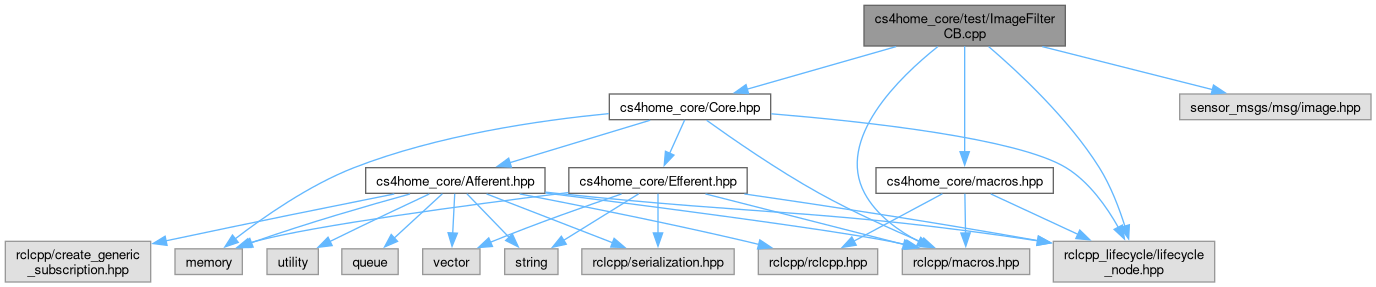 cs4home_core/test/ImageFilter
CB.cpp
cs4home_core/Core.hpp
sensor_msgs/msg/image.hpp
cs4home_core/Afferent.hpp
cs4home_core/Efferent.hpp
cs4home_core/macros.hpp
rclcpp/create_generic
_subscription.hpp
memory
utility
queue
vector
string
rclcpp/serialization.hpp
rclcpp/rclcpp.hpp
rclcpp/macros.hpp
rclcpp_lifecycle/lifecycle
_node.hpp